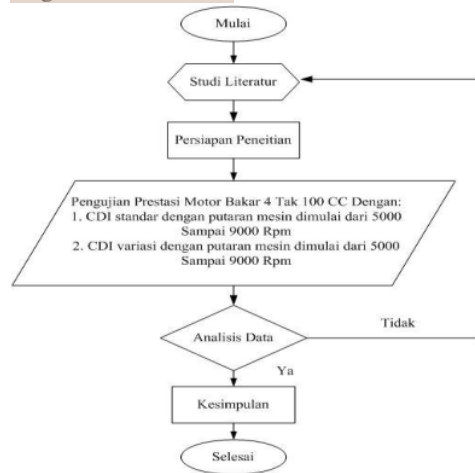 Mulai
Studi Literatur
Persiapan Peneitian
Pengujian Prestasi Motor Bakar 4 Tak 100 CC Dengan:
1. CDI standar dengan putaran mesin dimulai dari 5000
Sampai 9000 Rpm
2. CDI variasi dengan putaran mesin dimulai dari 5000
Sampai 9000 Rpm
Analisis Data
Tidak
Ya
Kesimpulan
Selesai